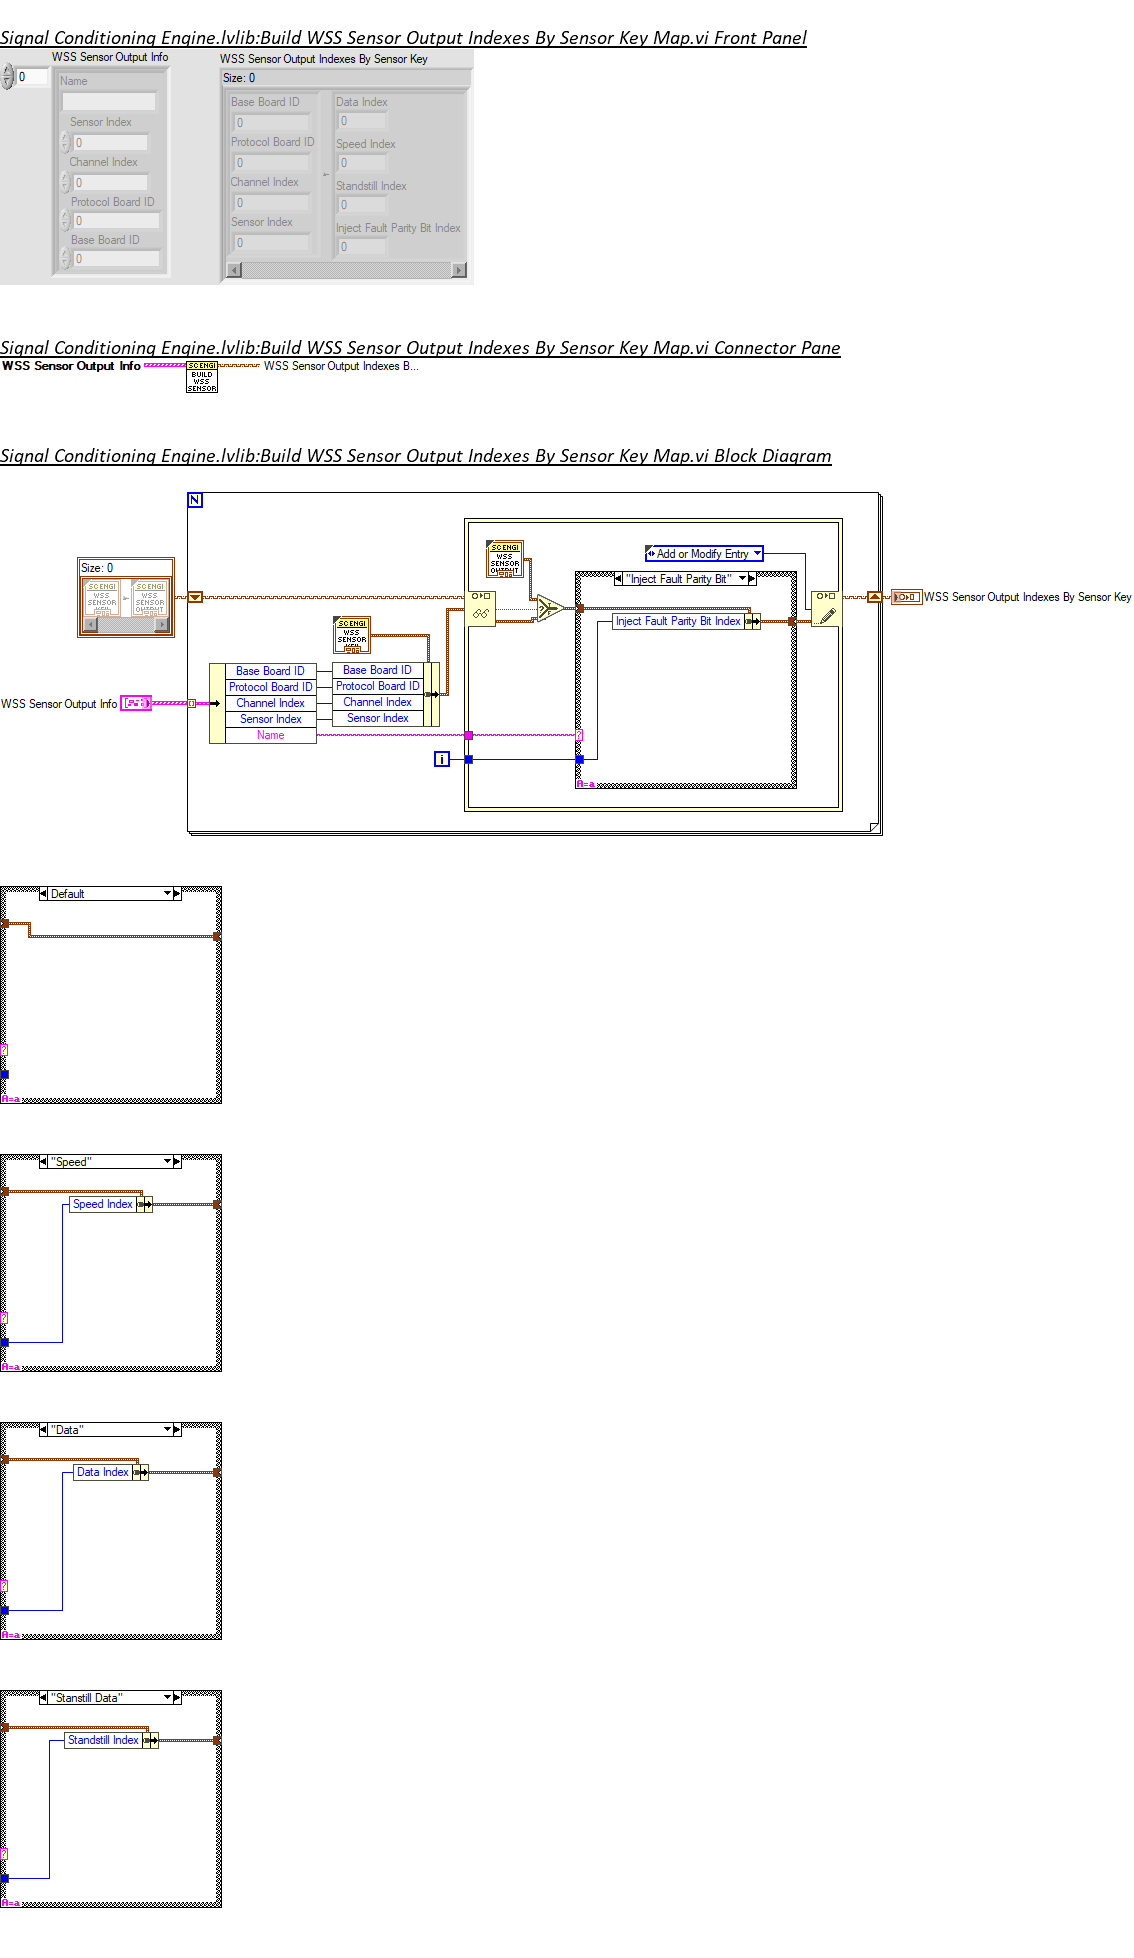 Signal Conditioning Engine.lvlib:Build WSS Sensor Output Indexes By Sensor Key Map.vi Front Panel
WSS Sensor Output Info
WSS Sensor Output Indexes By Sensor Key
0
Size: 0
Name
Sensor Index
0
Channel Index
0
Protocol Board ID
0
Base Board ID
0
Base Board ID
0
Protocol Board ID
0
Channel Index
0
Sensor Index
0
Data Index
0
Speed Index
0
Standstill Index
0
Inject Fault Parity Bit Index
0
Signal Conditioning Engine.lvlib:Build WSS Sensor Output Indexes By Sensor Key Map.vi Connector Pane
WSS Sensor Output Info
SCENGI
BUILD
WSS
SENSOR
WSS Sensor Output Indexes B...
Signal Conditioning Engine.lvlib:Build WSS Sensor Output Indexes By Sensor Key Map.vi Block Diagram
N
Size: 0
SCENGI
WSS
SENSOR
SCENGI
WSS
SENSOR
OUTPUT
SCENGI
WSS
SENSOR
OUTPUT
Add or Modify Entry
"Inject Fault Parity Bit"
Inject Fault Parity Bit Index
WSS Sensor Output Indexes By Sensor Key
SCENGI
WSS
SENSOR
WSS Sensor Output Info
Base Board ID
Protocol Board ID
Channel Index
Sensor Index
Name
Base Board ID
Protocol Board ID
Channel Index
Sensor Index
i
?
A=a
Default
?
A=a
"Speed"
Speed Index
?
A=a
"Data"
Data Index
?
A=a
"Stanstill Data"
Standstill Index
?
A=a